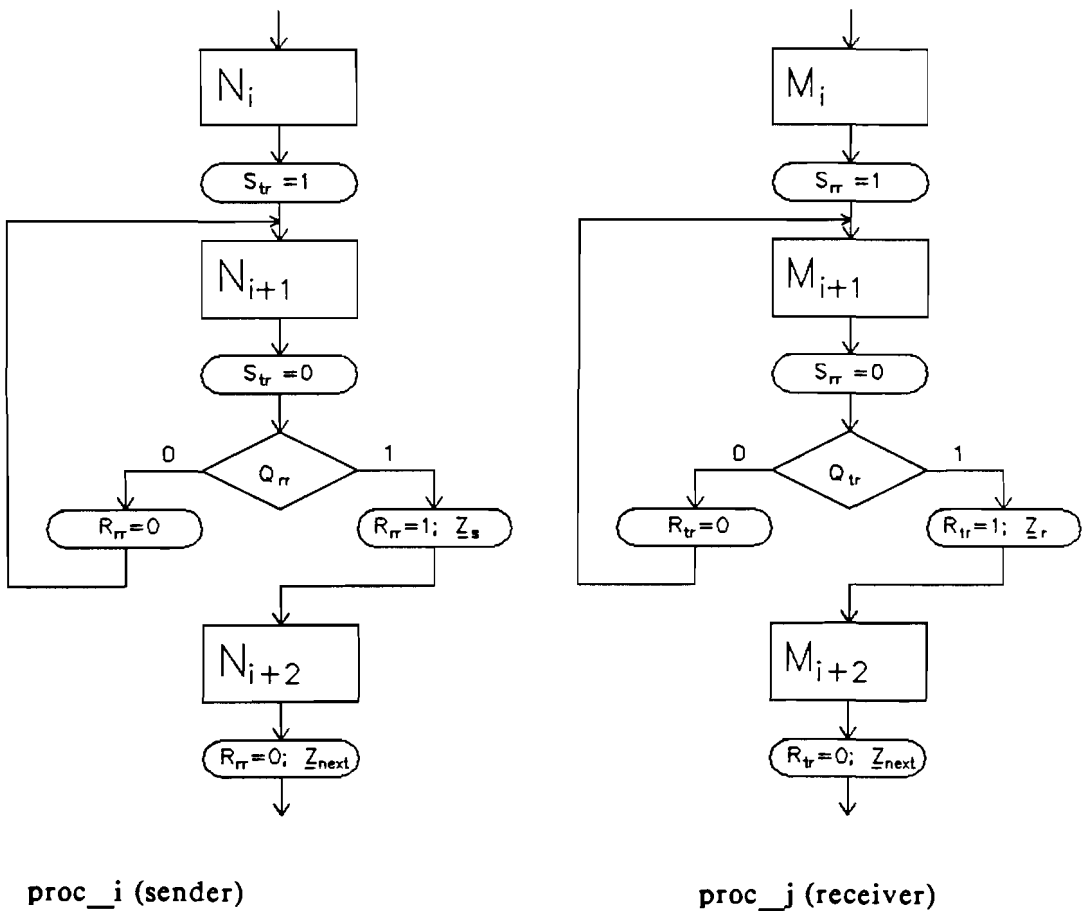 N_i
S_tr =1
N_i+1
S_tr =0
0
Q_rr
1
R_rr=0
R_rr=1; Z_s
N_i+2
R_rr=0; Z_next
proc__i (sender)
M_i
S_rr =1
M_i+1
S_rr =0
0
Q_tr
1
R_tr=0
R_tr=1; Z_r
M_i+2
R_tr=0; Z_next
proc__j (receiver)